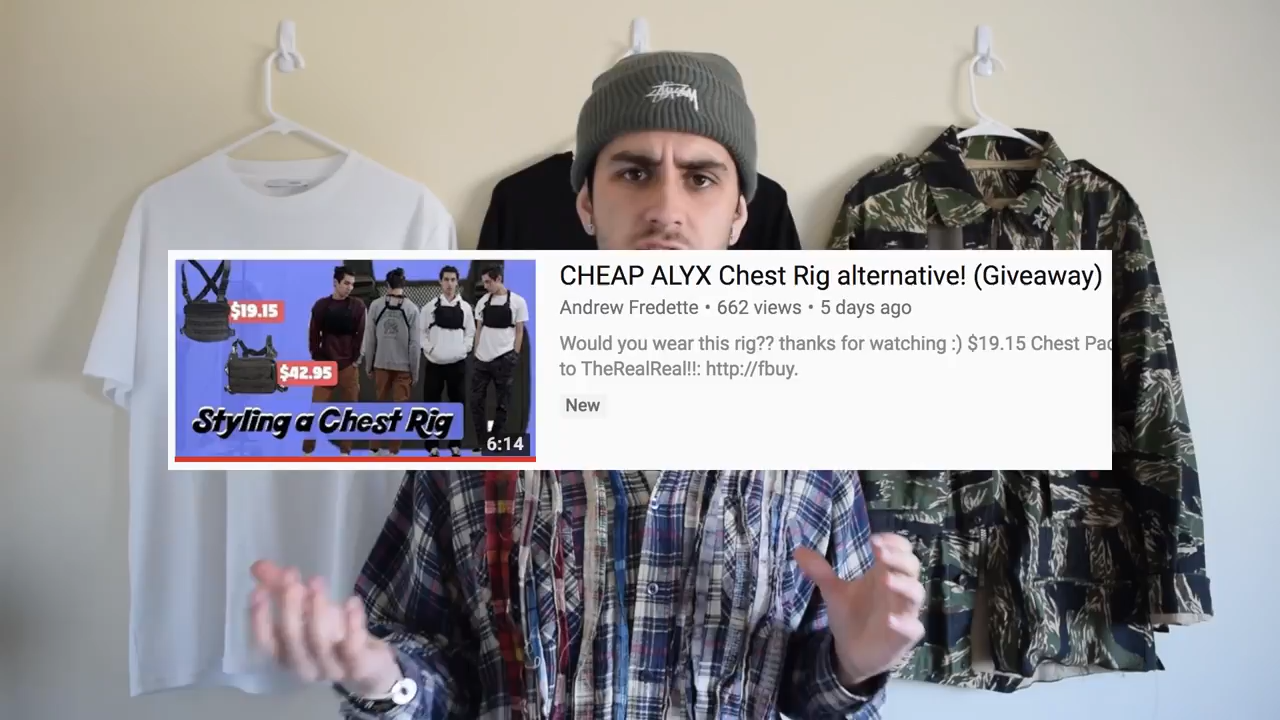 STÜSSY
CHEAP ALYX Chest Rig alternative! (Giveaway)
Andrew Fredette • 662 views • 5 days ago
Would you wear this rig?? thanks for watching :) $19.15 Chest Pac
to TheRealReal!!: http://fbuy.
New
$19.15
$42.95
Styling a Chest Rig
6:14